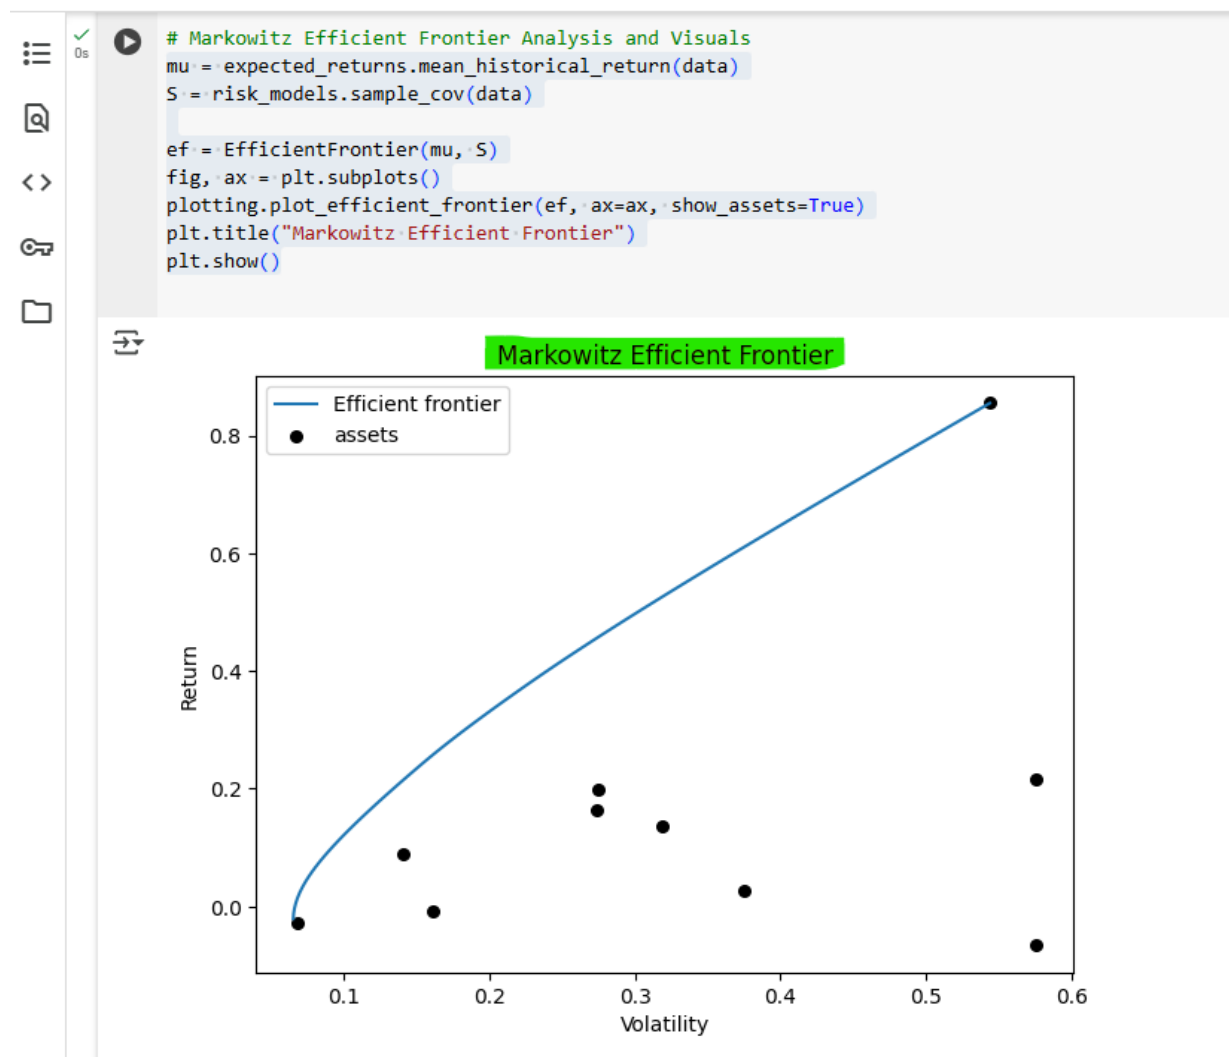 0s
# Markowitz Efficient Frontier Analysis and Visuals
mu = expected_returns.mean_historical_return(data)
S = risk_models.sample_cov(data)
ef = EfficientFrontier(mu, S)
fig, ax = plt.subplots()
plotting.plot_efficient_frontier(ef, ax=ax, show_assets=True)
plt.title("Markowitz Efficient Frontier")
plt.show()
Markowitz Efficient Frontier
Efficient frontier
assets
0.8
0.6
0.4
0.2
0.0
Return
0.1 0.2 0.3 0.4 0.5 0.6
Volatility